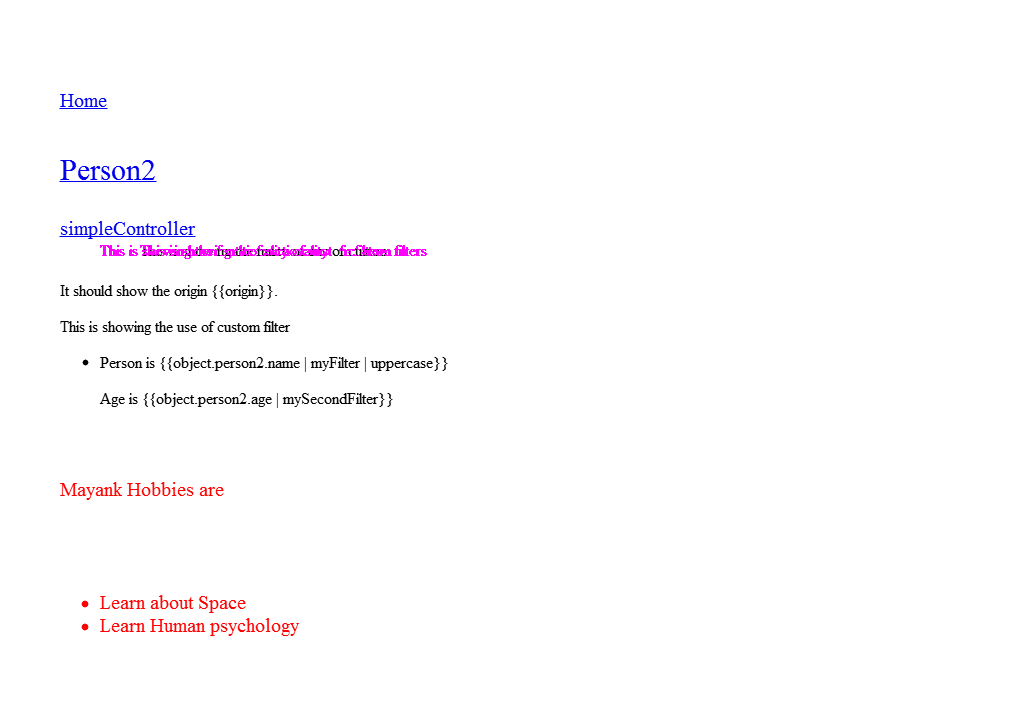 Home
Person2
simpleController
It should show the origin {{origin}}.
This is showing the use of custom filter
Person is {{object.person2.name | myFilter | uppercase}}
Age is {{object.person2.age | mySecondFilter}}
Mayank Hobbies are
Learn about Space
Learn Human psychology